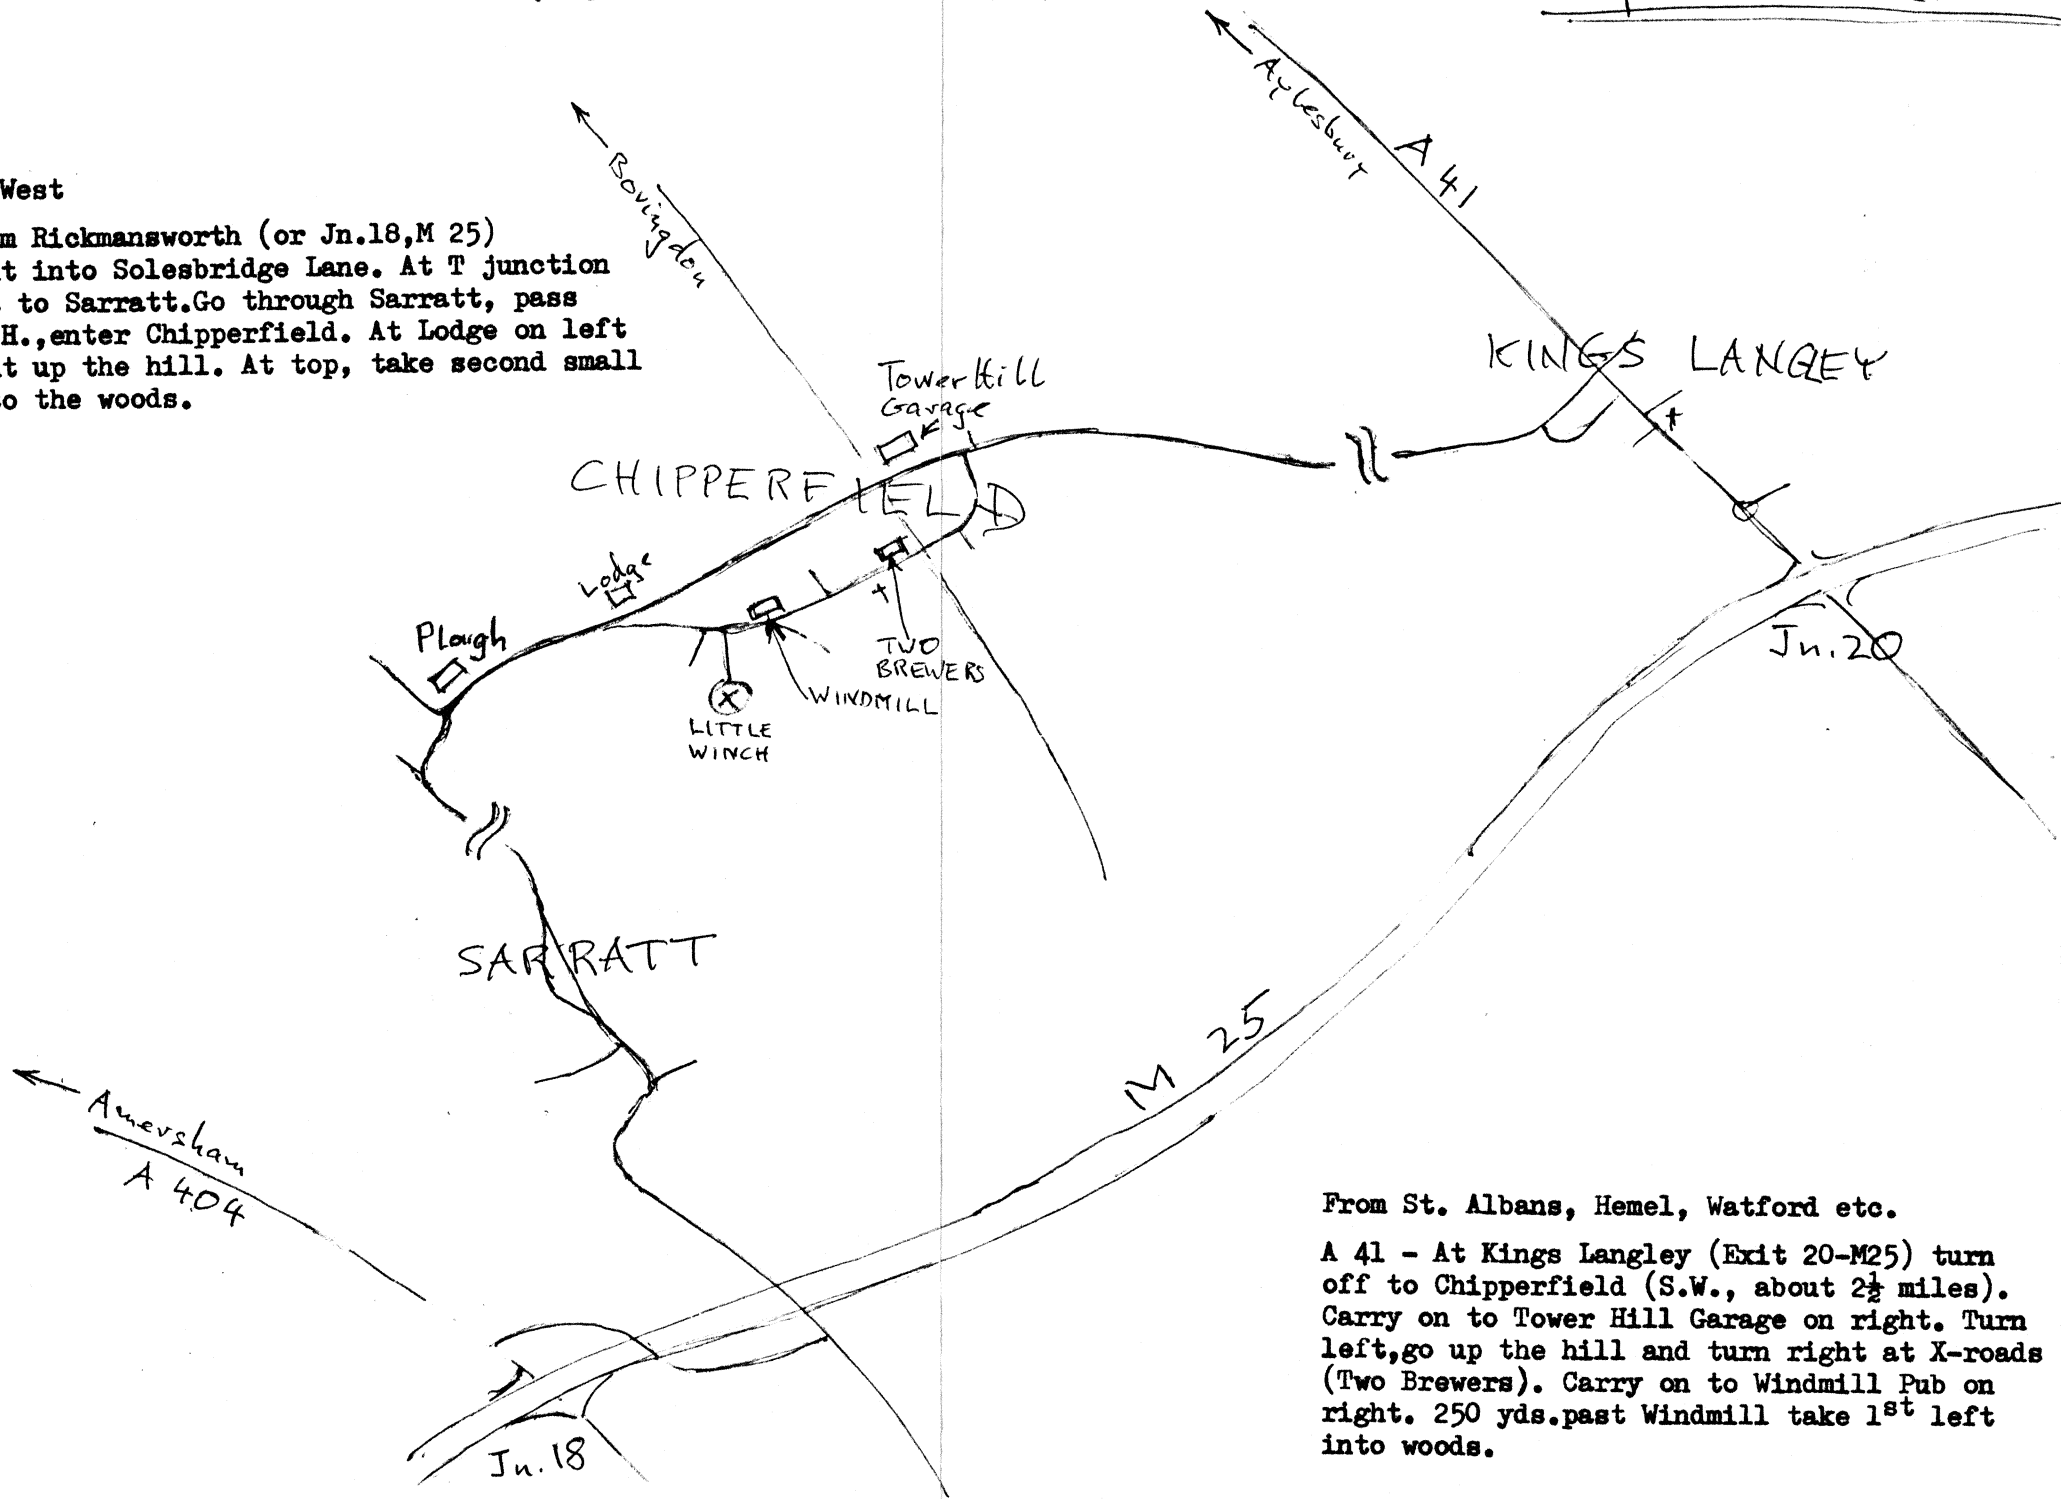 West
m Rickmansworth (or Jn.18,M 25)
t into Solesbridge Lane. At T junction
to Sarratt.Go through Sarratt, pass
H.,enter Chipperfield. At Lodge on left
t up the hill. At top, take second small
o the woods.
Aylesbury
A 41
Bovingdon
KINGS LANGLEY
Tower Hill
Garage
CHIPPERFIELD
Lodge
Plough
TWO
BREWERS
WINDMILL
LITTLE
WINCH
Jn.20
SARRATT
M 25
Amersham
A 404
Jn.18
From St. Albans, Hemel, Watford etc.
A 41 - At Kings Langley (Exit 20-M25) turn
off to Chipperfield (S.W., about 2½ miles).
Carry on to Tower Hill Garage on right. Turn
left,go up the hill and turn right at X-roads
(Two Brewers). Carry on to Windmill Pub on
right. 250 yds.past Windmill take 1st left
into woods.